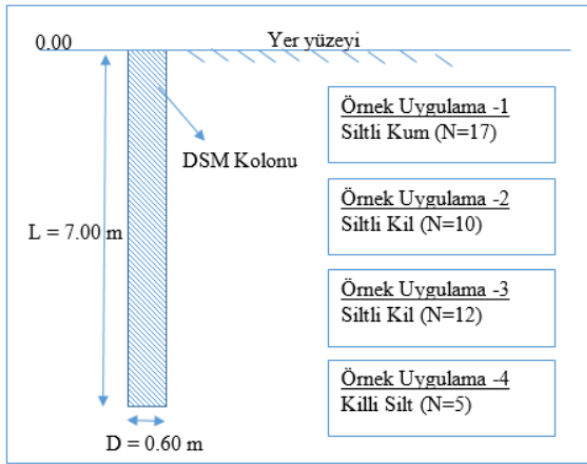 0.00
Yer yüzeyi
Örnek Uygulama -1
Siltli Kum (N=17)
DSM Kolonu
Örnek Uygulama -2
Siltli Kil (N=10)
L = 7.00 m
Örnek Uygulama -3
Siltli Kil (N=12)
Örnek Uygulama -4
Killi Silt (N=5)
D = 0.60 m